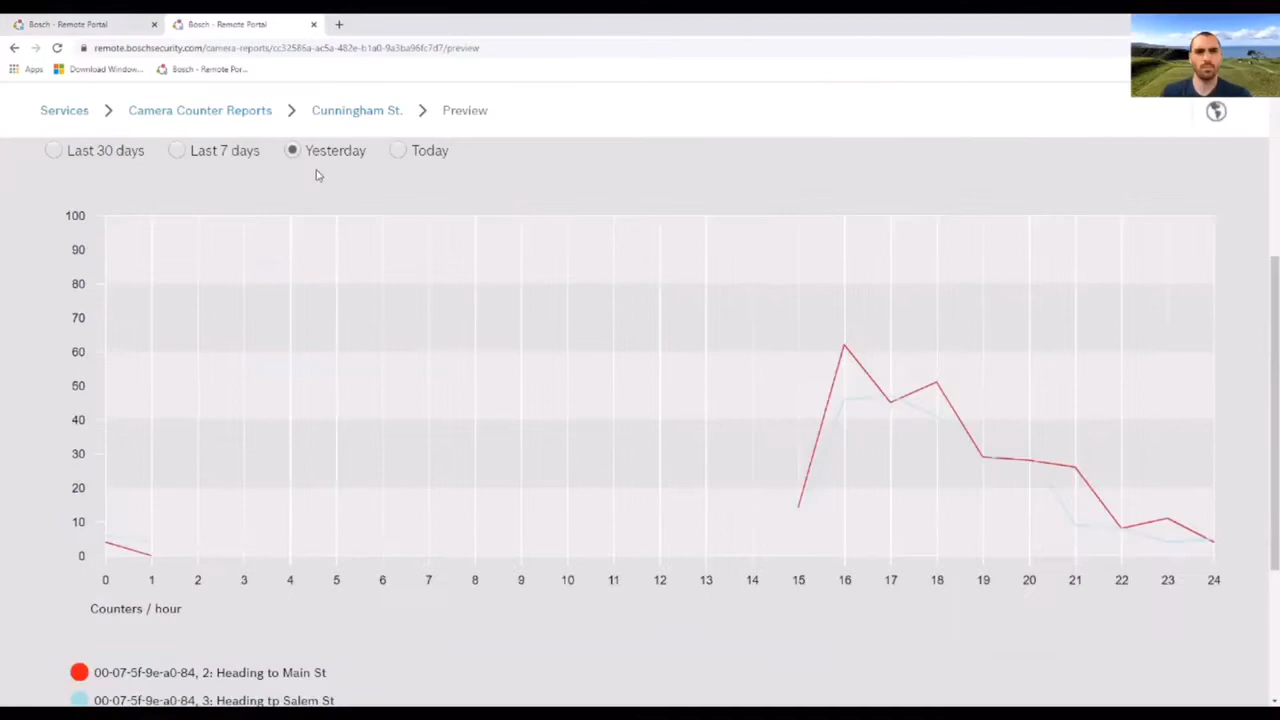 Bosch - Remote Portal
Bosch - Remote Portal
remote.boschsecurity.com/camera-reports/cc32586a-ac5a-482e-b1a0-9a3ba96fc7d7/preview
Apps Download Window... Bosch - Remote Por...
Services Camera Counter Reports Cunningham St. Preview
Last 30 days Last 7 days Yesterday Today
100
90
80
70
60
50
40
30
20
10
0
0 1 2 3 4 5 6 7 8 9 10 11 12 13 14 15 16 17 18 19 20 21 22 23 24
Counters / hour
00-07-5f-9e-a0-84, 2: Heading to Main St
00-07-5f-9e-a0-84, 3: Heading tp Salem St